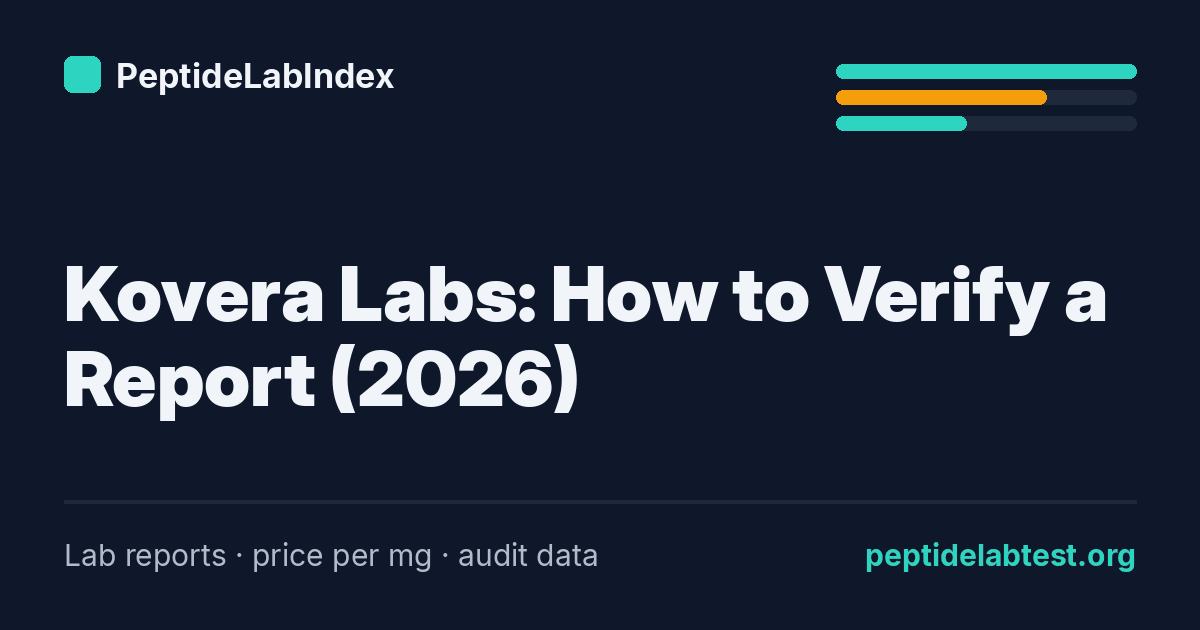 PeptideLabIndex
Kovera Labs: How to Verify a
Report (2026)
Lab reports · price per mg · audit data
peptidelabtest.org